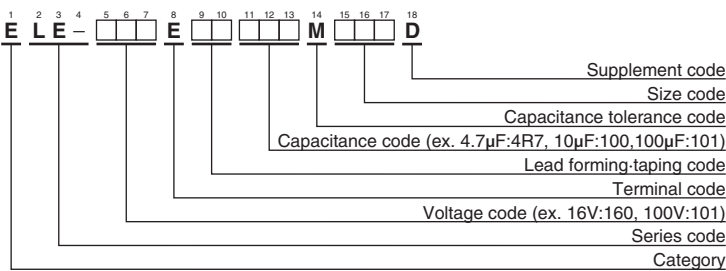 1 2 3 4 5 6 7 8 9 10 11 12 13 14 15 16 17 18
E L E – □□□ E □□ □□□ M □□□ D
Supplement code
Size code
Capacitance tolerance code
Capacitance code (ex. 4.7µF:4R7, 10µF:100,100µF:101)
Lead forming·taping code
Terminal code
Voltage code (ex. 16V:160, 100V:101)
Series code
Category